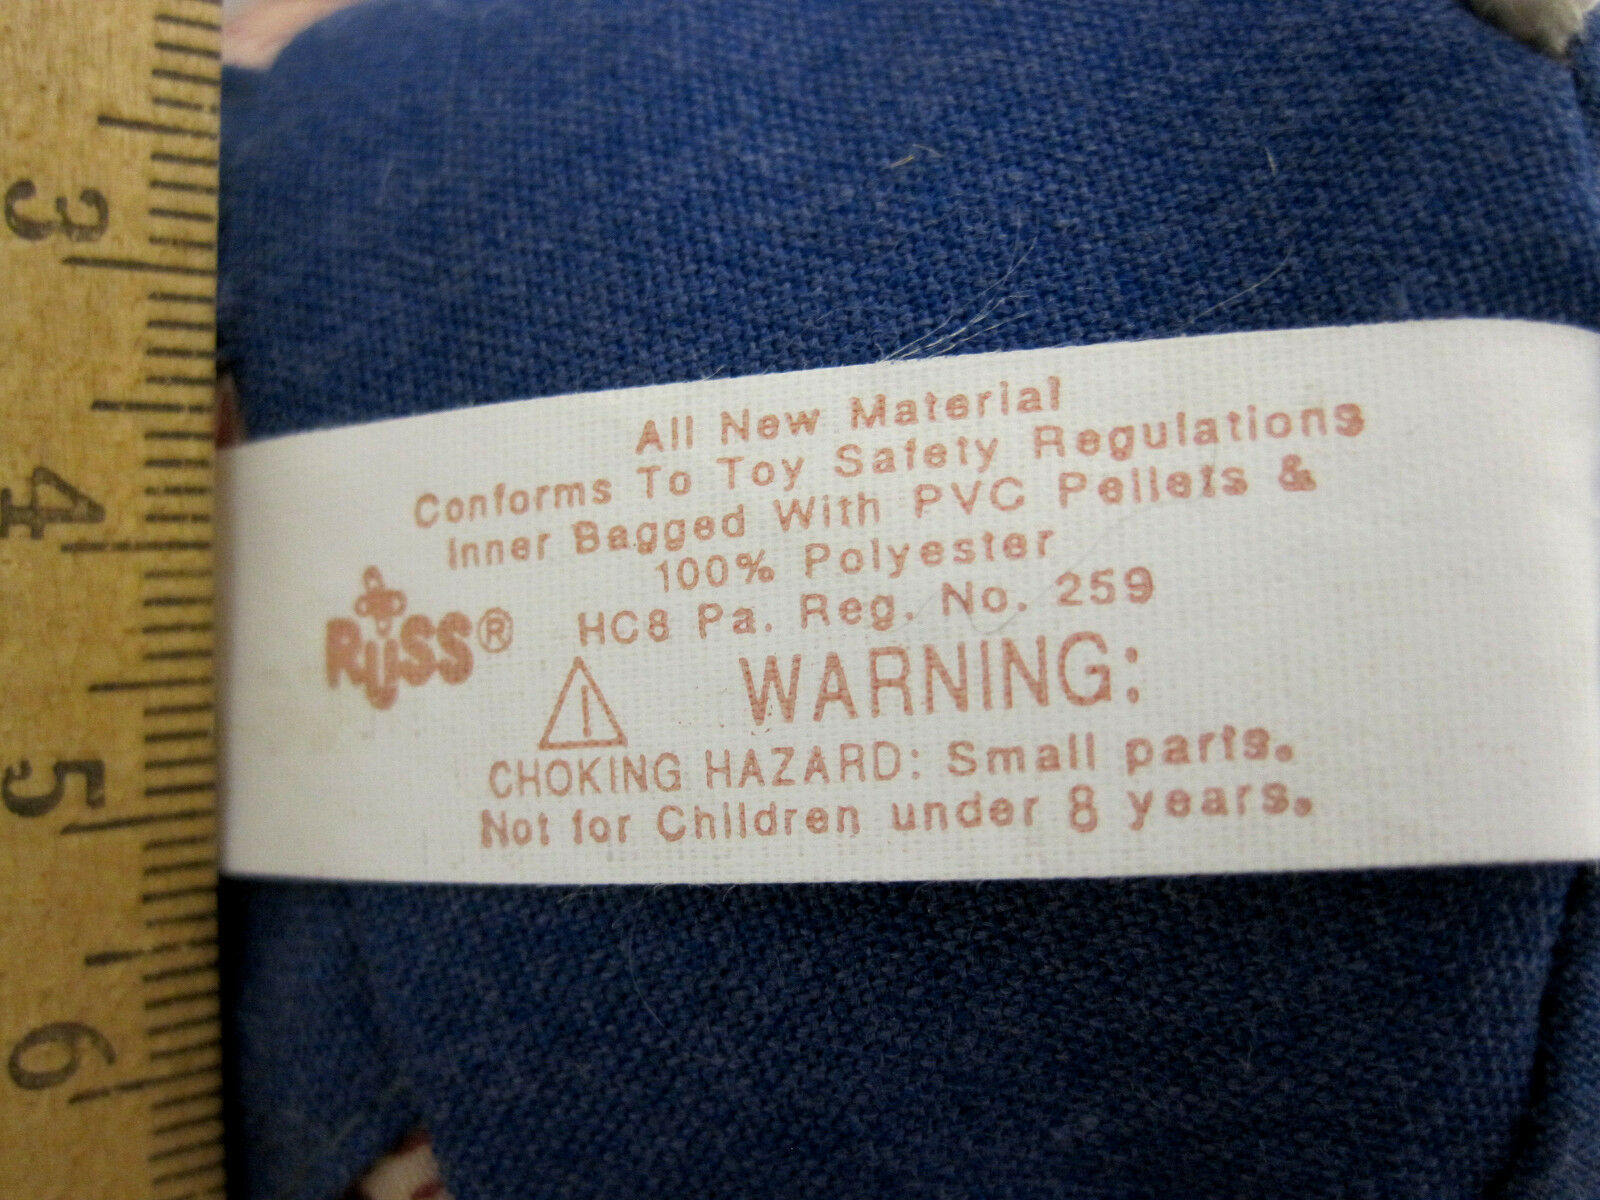 All New Material
Conforms To Toy Safety Regulations
Inner Bagged With PVC Pellets &
100% Polyester
HC8 Pa. Reg. No. 259
RUSS®
WARNING:
CHOKING HAZARD: Small parts.
Not for Children under 8 years.
3
4
5
6